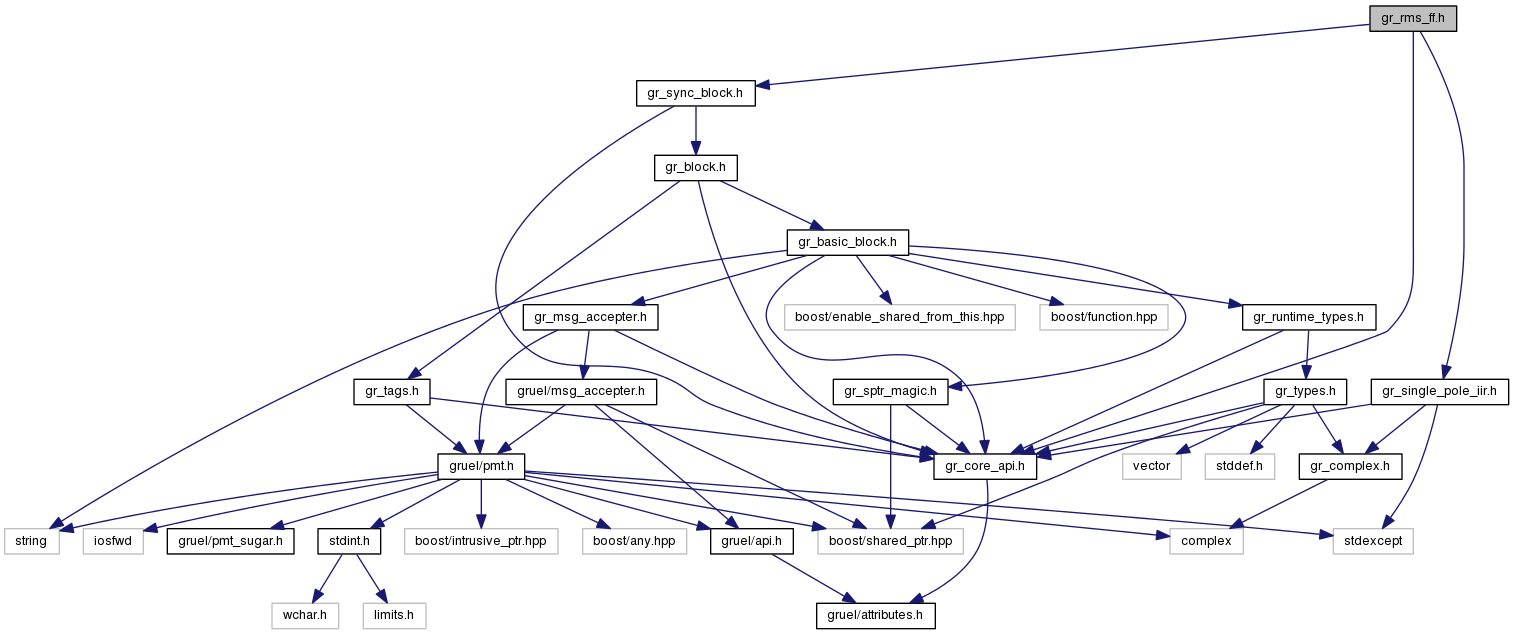 gr_rms_ff.h
gr_sync_block.h
gr_block.h
gr_basic_block.h
gr_msg_accepter.h
boost/enable_shared_from_this.hpp
boost/function.hpp
gr_runtime_types.h
gr_tags.h
gruel/msg_accepter.h
gr_sptr_magic.h
gr_types.h
gr_single_pole_iir.h
gruel/pmt.h
gr_core_api.h
vector
stddef.h
gr_complex.h
string
iosfwd
gruel/pmt_sugar.h
stdint.h
boost/intrusive_ptr.hpp
boost/any.hpp
gruel/api.h
boost/shared_ptr.hpp
complex
stdexcept
wchar.h
limits.h
gruel/attributes.h